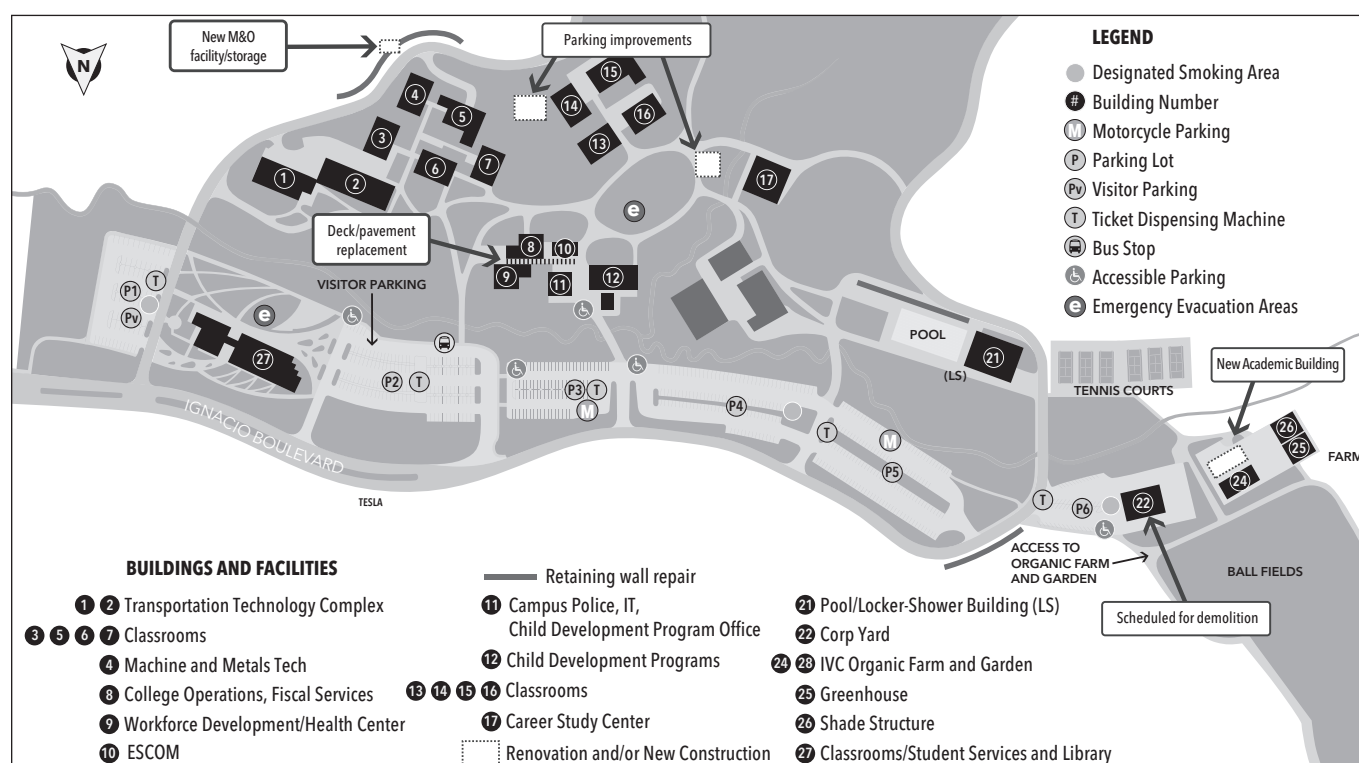 New M&O
facility/storage
Parking improvements
N
LEGEND
Designated Smoking Area
# Building Number
M Motorcycle Parking
P Parking Lot
Pv Visitor Parking
T Ticket Dispensing Machine
Bus Stop
Accessible Parking
e Emergency Evacuation Areas
15
4
14
5
16
3
13
6
7
1
2
17
e
Deck/pavement
replacement
8
10
9
11
12
VISITOR PARKING
P1
T
Pv
e
27
P2
T
P3
T
M
P4
T
M
P5
POOL
21
(LS)
TENNIS COURTS
New Academic Building
26
25
FARM
24
T
P6
22
IGNACIO BOULEVARD
TESLA
ACCESS TO
ORGANIC FARM
AND GARDEN
BALL FIELDS
Scheduled for demolition
BUILDINGS AND FACILITIES
1 2 Transportation Technology Complex
3 5 6 7 Classrooms
4 Machine and Metals Tech
8 College Operations, Fiscal Services
9 Workforce Development/Health Center
10 ESCOM
Retaining wall repair
11 Campus Police, IT,
Child Development Program Office
12 Child Development Programs
13 14 15 16 Classrooms
17 Career Study Center
Renovation and/or New Construction
21 Pool/Locker-Shower Building (LS)
22 Corp Yard
24 28 IVC Organic Farm and Garden
25 Greenhouse
26 Shade Structure
27 Classrooms/Student Services and Library